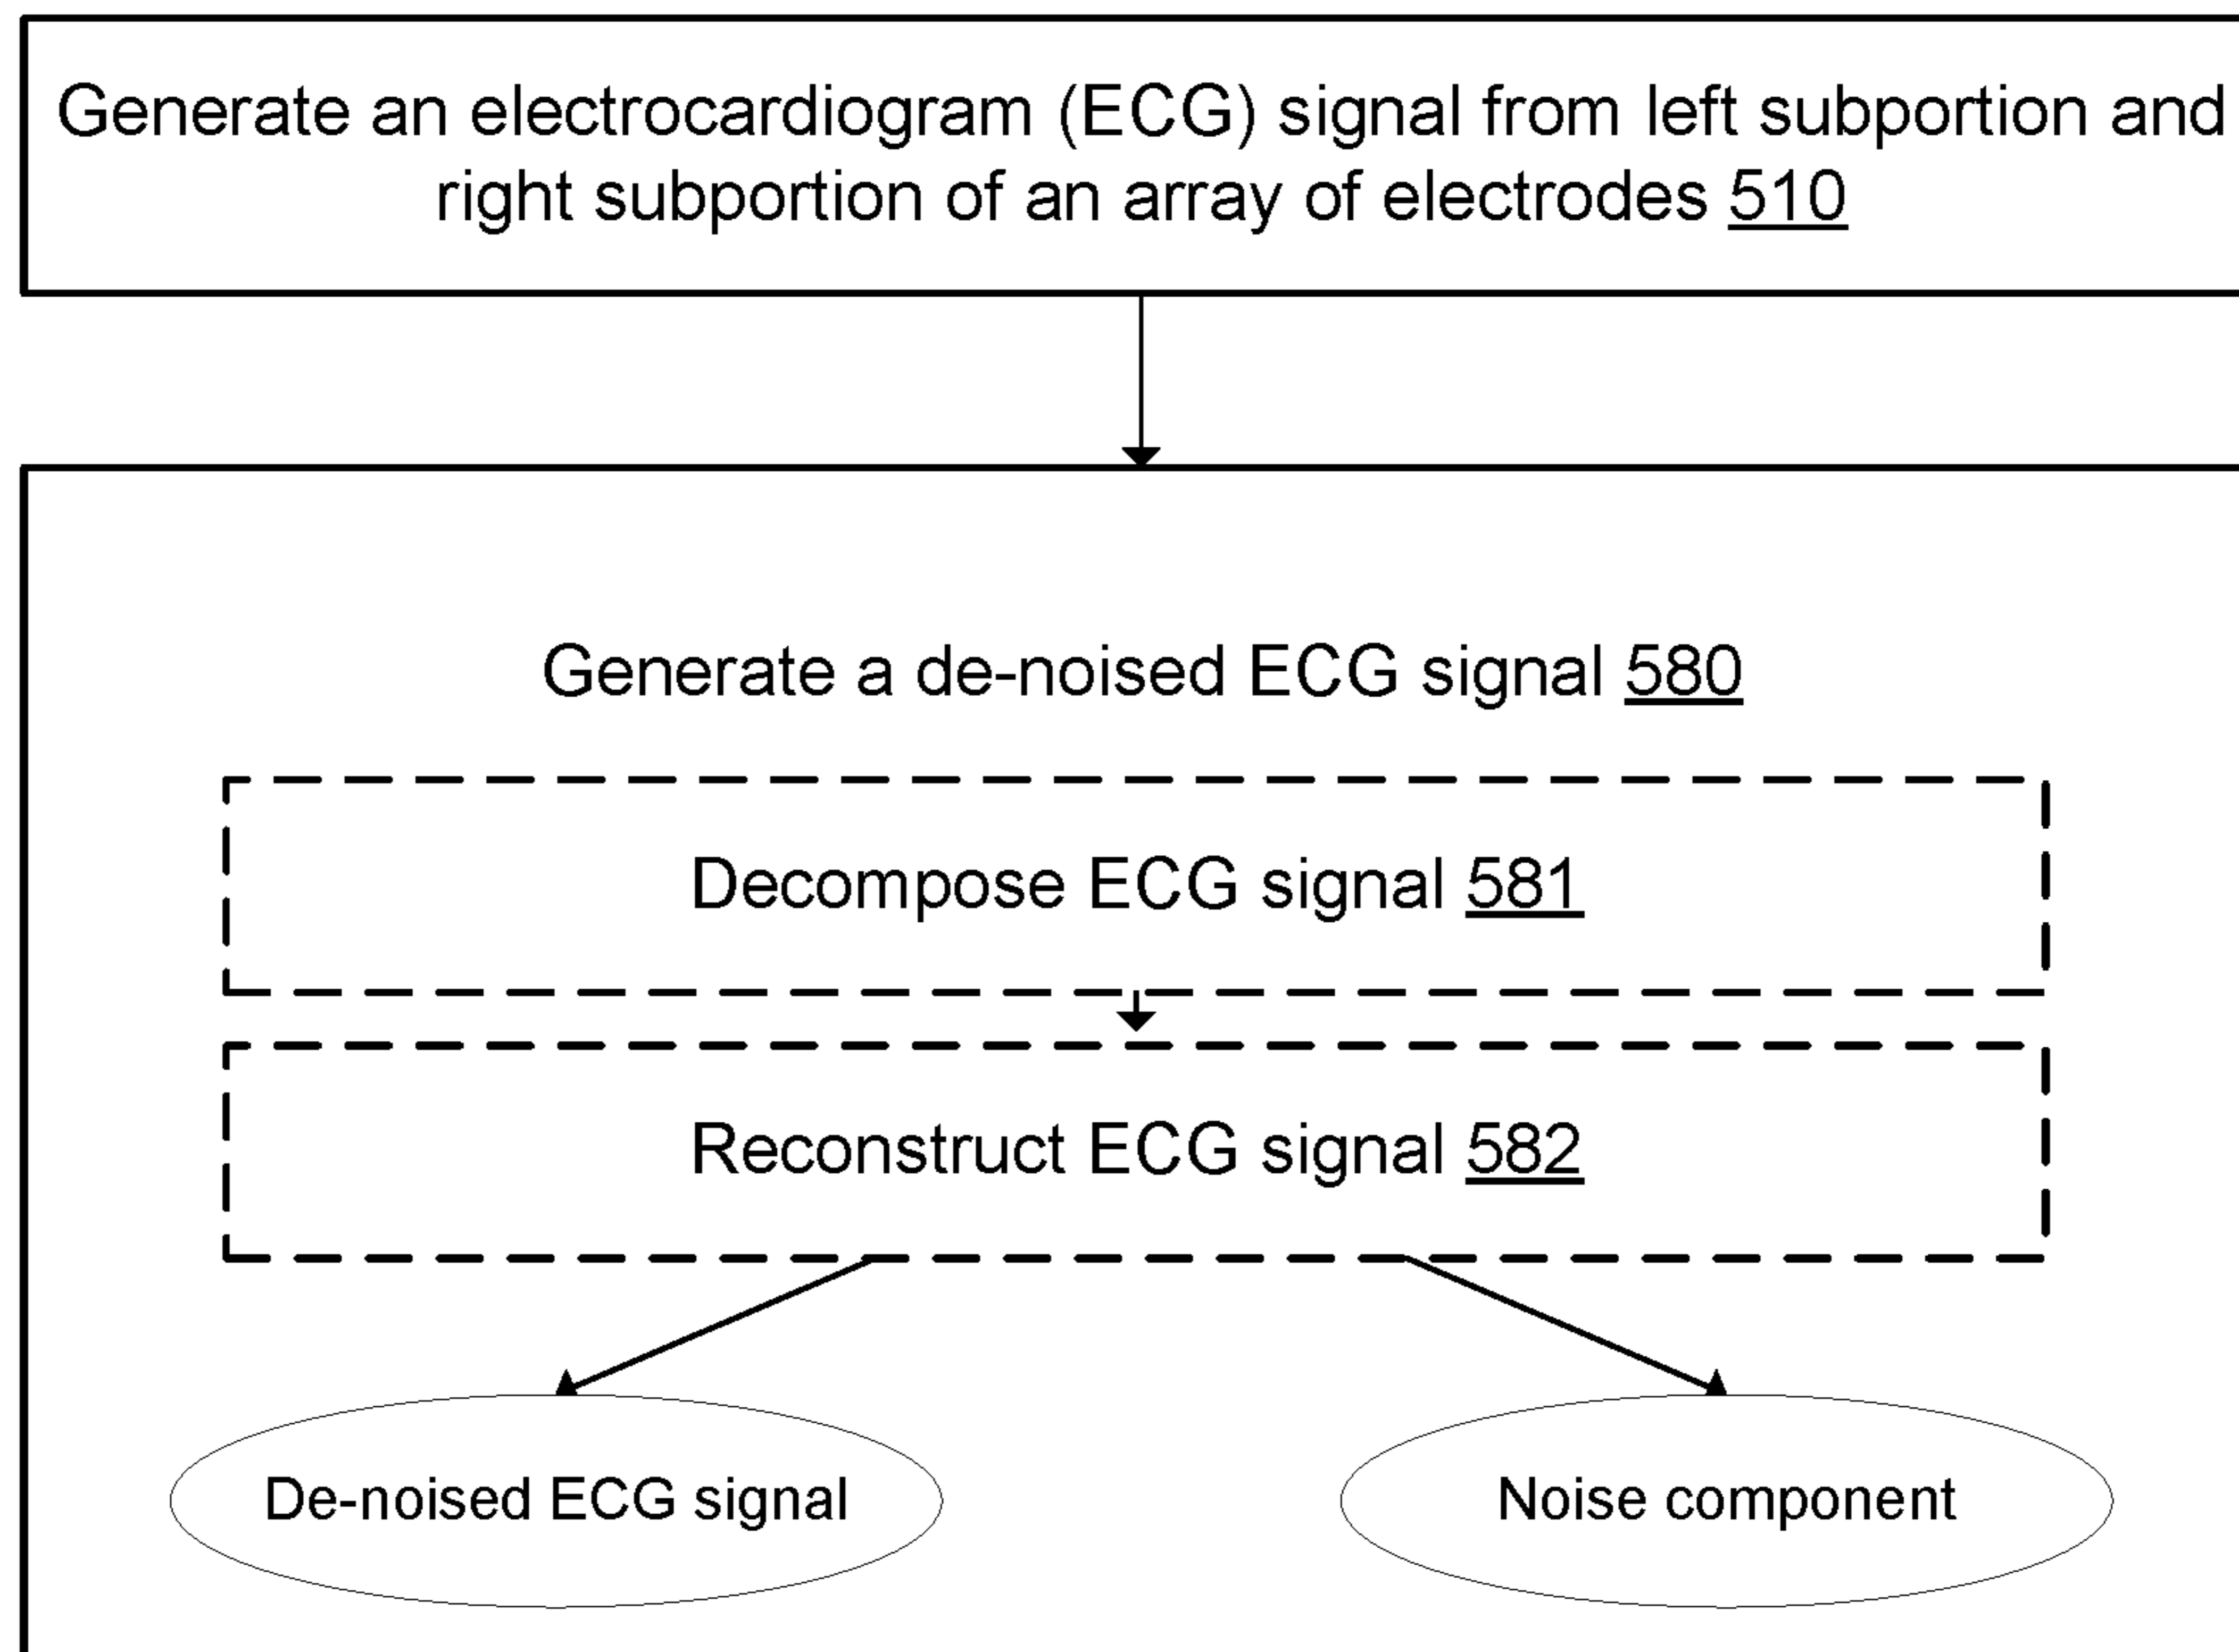 Generate an electrocardiogram (ECG) signal from left subportion and
right subportion of an array of electrodes 510
Generate a de-noised ECG signal 580
Decompose ECG signal 581
Reconstruct ECG signal 582
De-noised ECG signal
Noise component